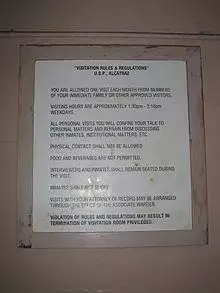 "VISITATION RULES & REGULATIONS"
U.S.P., ALCATRAZ
YOU ARE ALLOWED ONE VISIT EACH MONTH FROM MEMBERS
OF YOUR IMMEDIATE FAMILY OR OTHER APPROVED VISITORS.
VISITING HOURS ARE APPROXIMATELY 1:30pm - 3:10pm
WEEKDAYS.
ALL PERSONAL VISITS YOU WILL CONFINE YOUR TALK TO
PERSONAL MATTERS AND REFRAIN FROM DISCUSSING
OTHER INMATES, INSTITUTIONAL MATTERS, ETC.
PHYSICAL CONTACT SHALL NOT BE ALLOWED.
FOOD AND BEVERAGES ARE NOT PERMITTED.
INTERVIEWERS AND INMATES SHALL REMAIN SEATED DURING
THE VISIT.
INMATES SHALL NOT SMOKE.
VISITS WITH YOUR ATTORNEY OF RECORD MAY BE ARRANGED
THROUGH THE OFFICE OF THE ASSOCIATE WARDEN.
VIOLATION OF RULES AND REGULATIONS MAY RESULT IN
TERMINATION OF VISITATION ROOM PRIVILEGES.